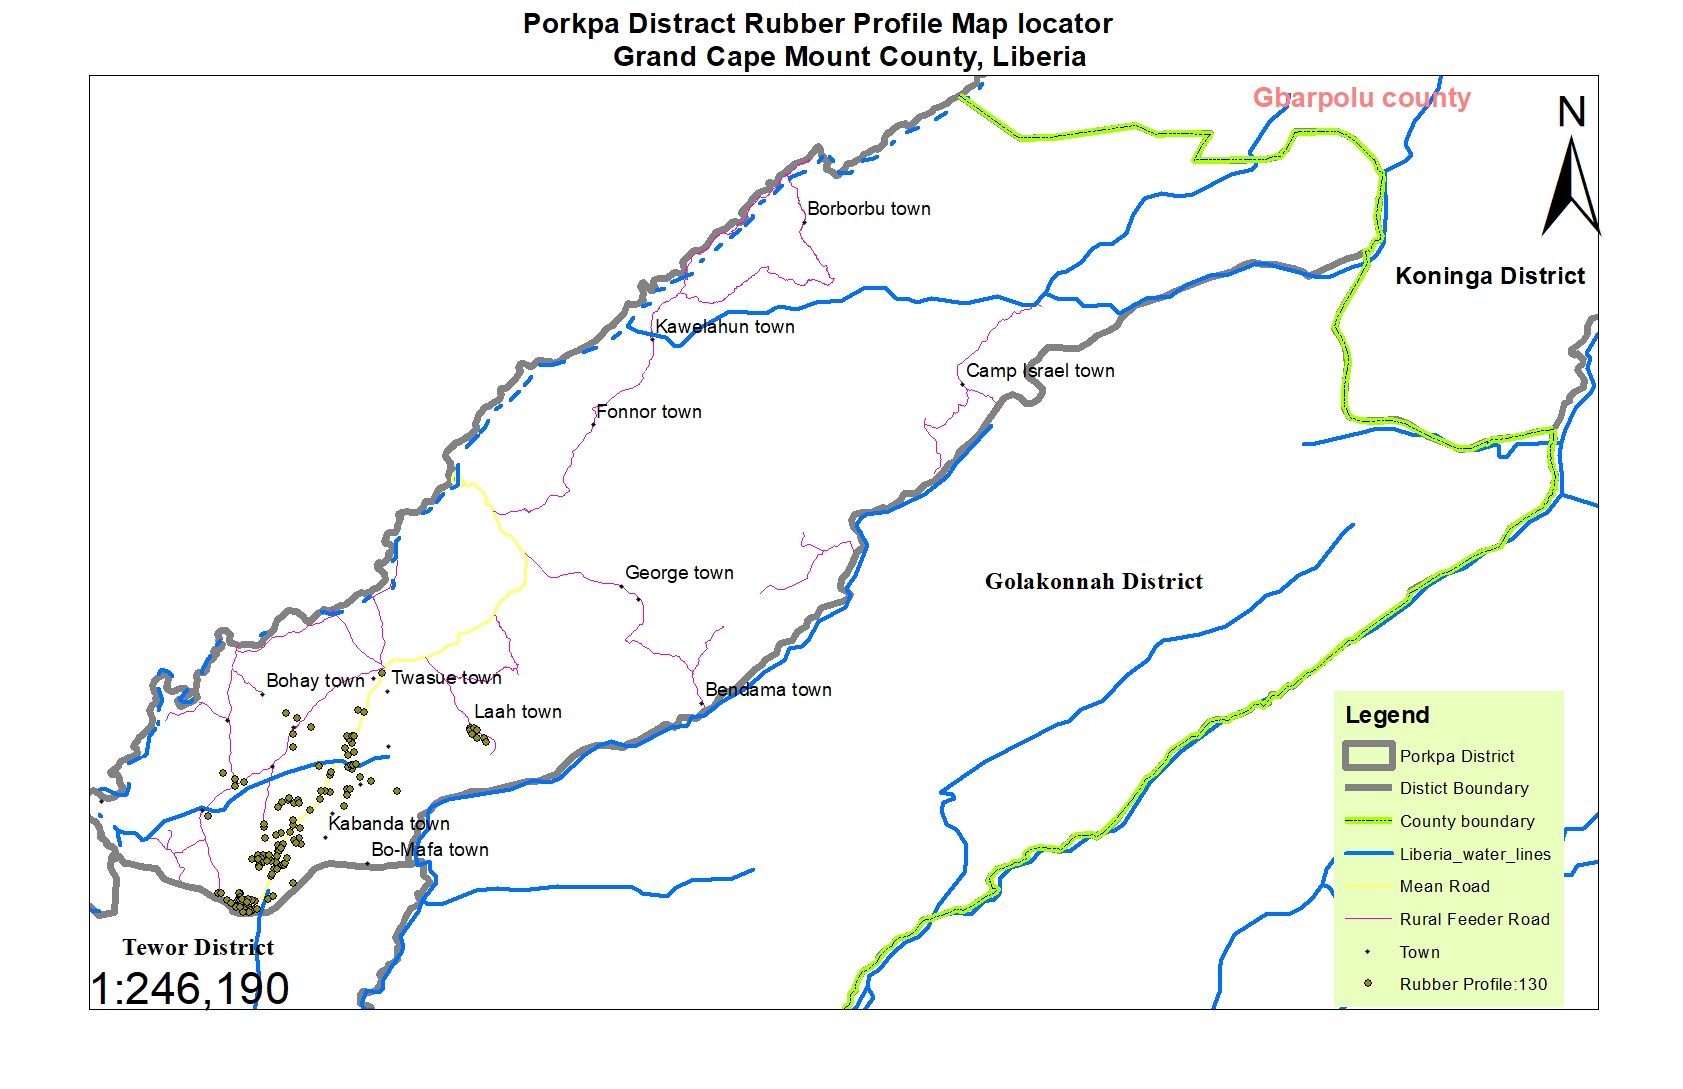 Porkpa Distract Rubber Profile Map locator
Grand Cape Mount County, Liberia
Gbarpolu county
N
Borborbu town
Koninga District
Kawelahun town
Camp Israel town
Fonnor town
George town
Golakonnah District
Bohay town
Twasue town
Bendama town
Laah town
Kabanda town
Bo-Mafa town
Tewor District
1:246,190
Legend
Porkpa District
Distict Boundary
County boundary
Liberia_water_lines
Mean Road
Rural Feeder Road
Town
Rubber Profile:130